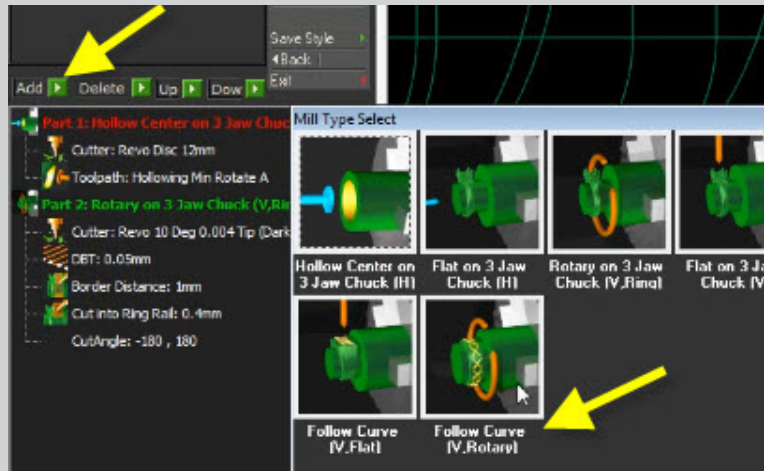 Save Style
Back
Exit
Add Delete Up Dow
Part 1: Hollow Center on 3 Jaw Chuc
Cutter: Revo Disc 12mm
Toolpath: Hollowing Min Rotate A
Part 2: Rotary on 3 Jaw Chuck (V,Rin
Cutter: Revo 10 Deg 0.004 Tip (Dark
DBT: 0.05mm
Border Distance: 1mm
Cut Into Ring Rail: 0.4mm
CutAngle: -180 , 180
Mill Type Select
Hollow Center on
3 Jaw Chuck (H)
Flat on 3 Jaw
Chuck (H)
Rotary on 3 Jaw
Chuck (V,Ring)
Flat on 3 Ja
Chuck (V
Follow Curve
(V,Flat)
Follow Curve
(V,Rotary)